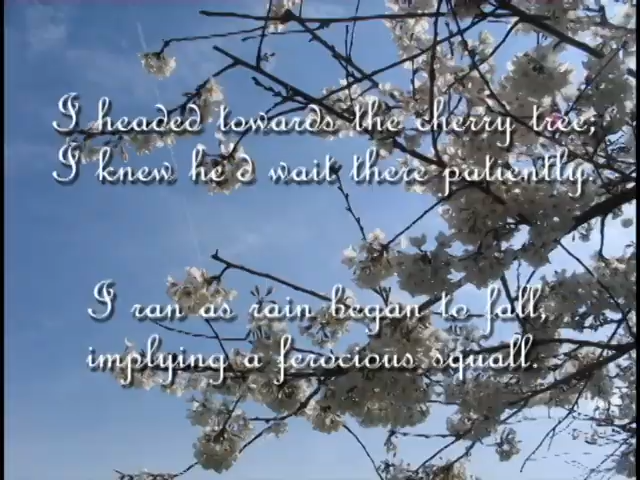 I headed towards the cherry tree;
I knew he'd wait there patiently.
I ran as rain began to fall,
implying a ferocious squall.